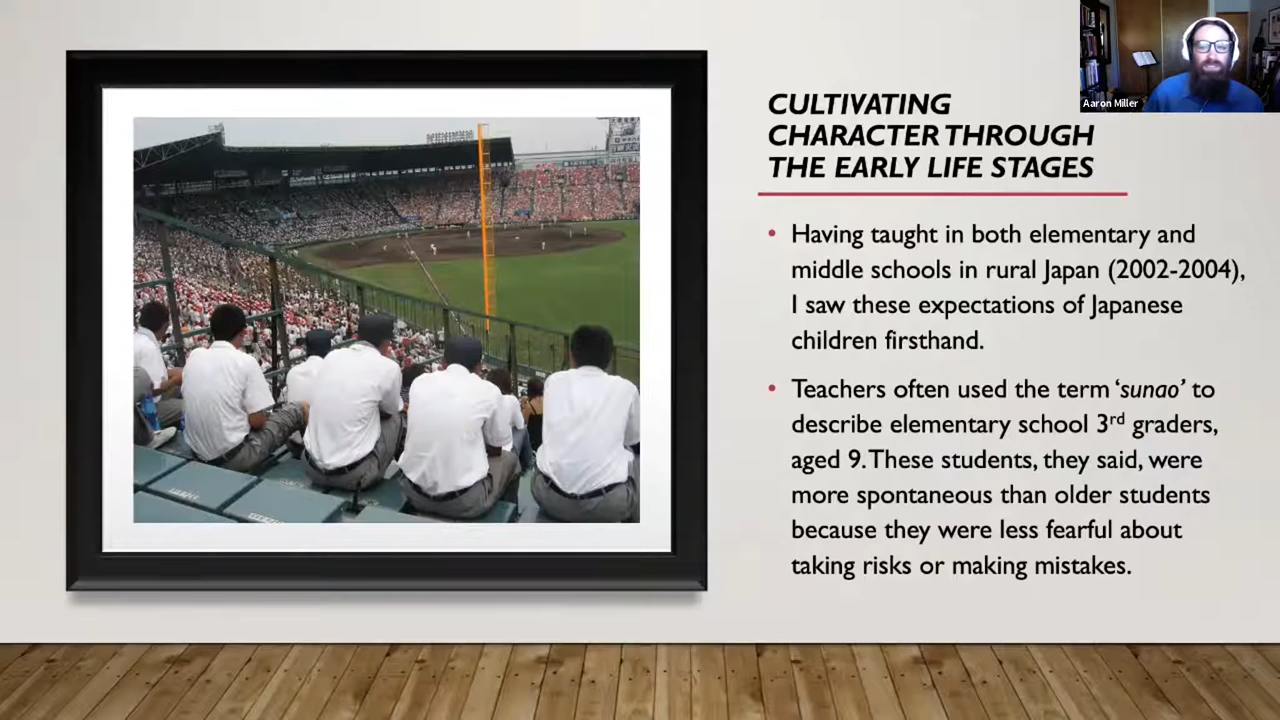 Aaron Miller
CULTIVATING
CHARACTER THROUGH
THE EARLY LIFE STAGES
• Having taught in both elementary and
middle schools in rural Japan (2002-2004),
I saw these expectations of Japanese
children firsthand.
• Teachers often used the term ‘sunao’ to
describe elementary school 3rd graders,
aged 9. These students, they said, were
more spontaneous than older students
because they were less fearful about
taking risks or making mistakes.